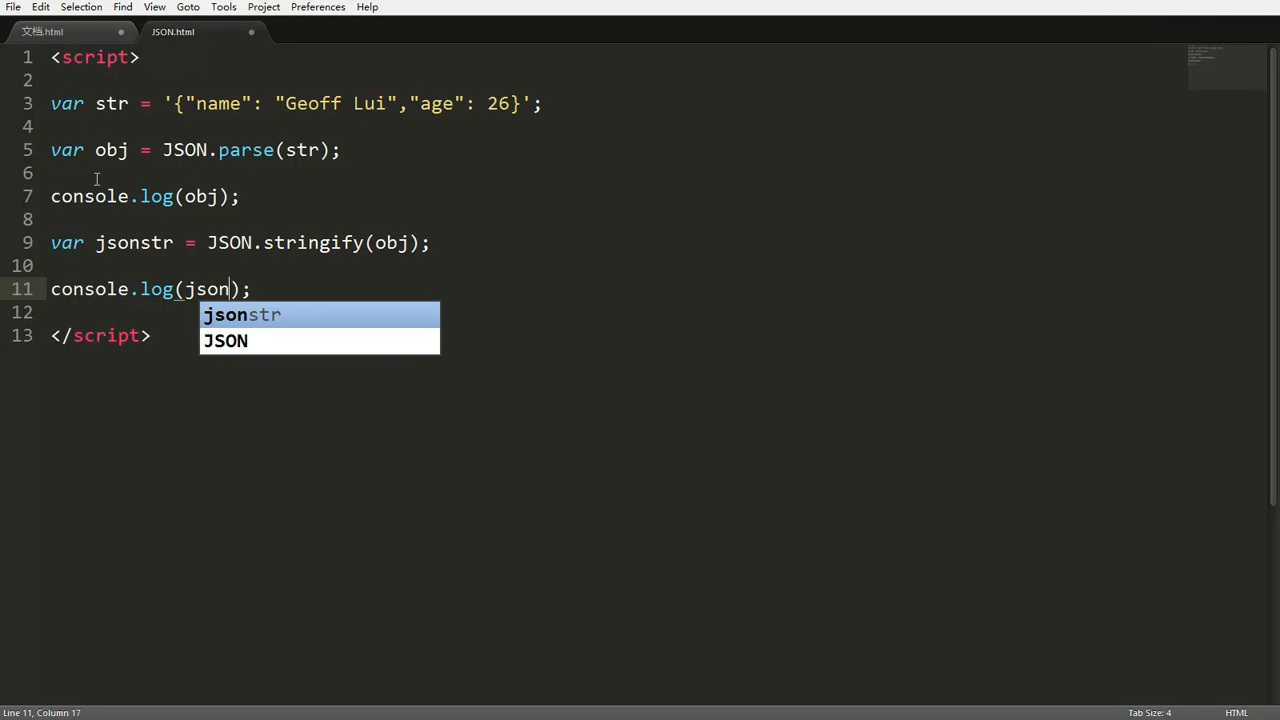 File Edit Selection Find View Goto Tools Project Preferences Help
文档.html JSON.html
1 <script>
2
3 var str = '{"name": "Geoff Lui","age": 26}';
4
5 var obj = JSON.parse(str);
6
7 console.log(obj);
8
9 var jsonstr = JSON.stringify(obj);
10
11 console.log(json);
12 jsonstr
JSON
13 </script>
Line 11, Column 17 Tab Size: 4 HTML